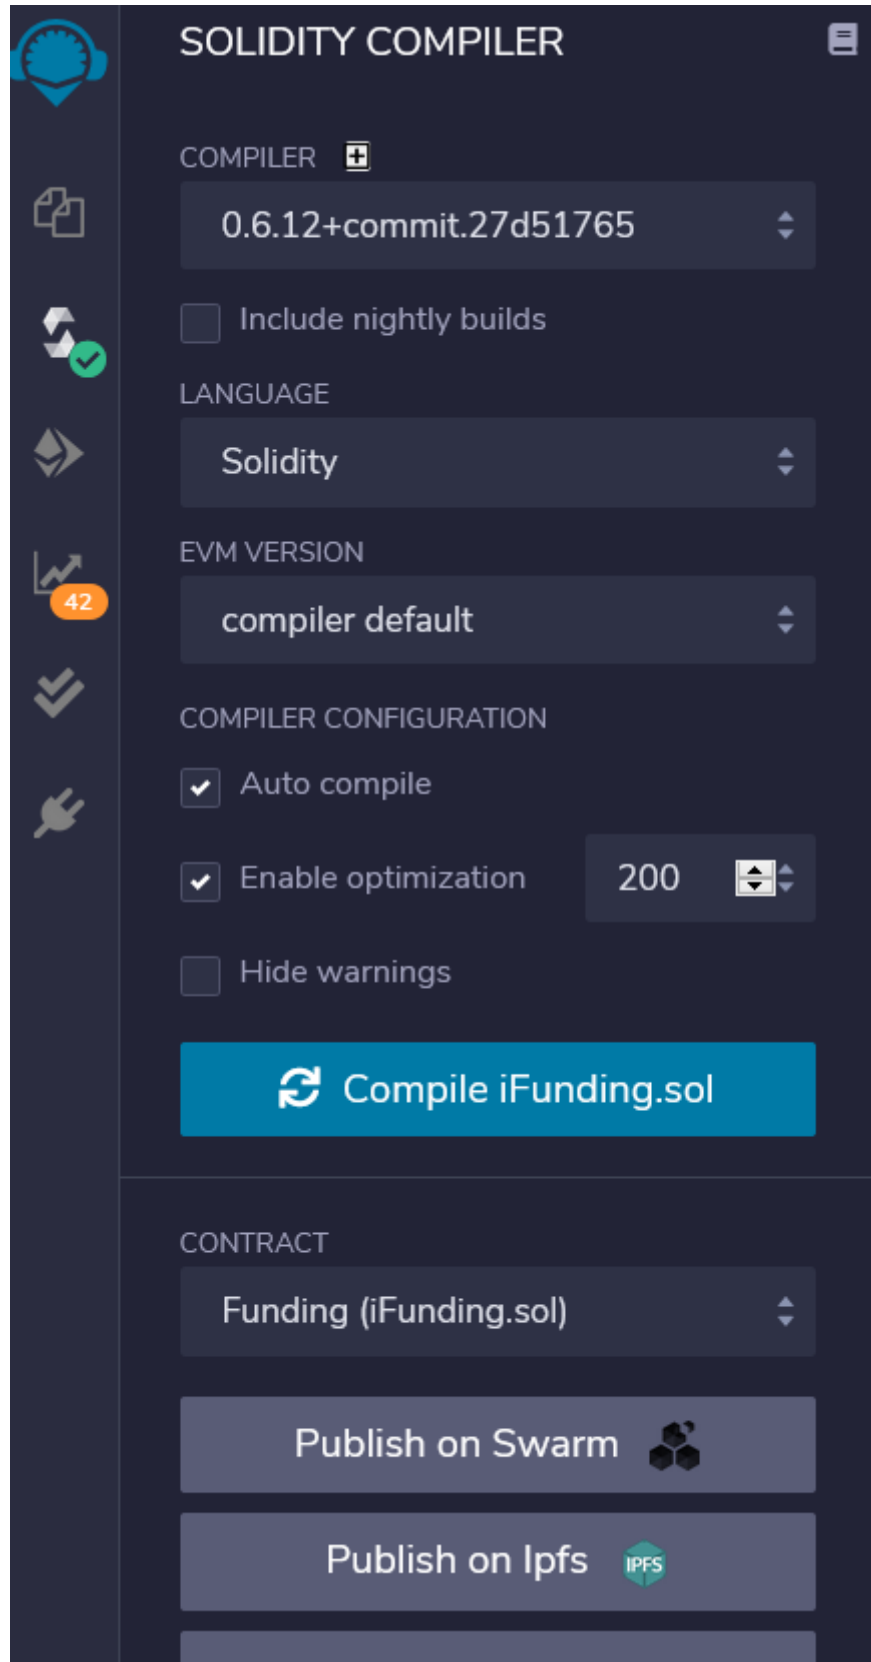 SOLIDITY COMPILER
COMPILER
0.6.12+commit.27d51765
Include nightly builds
LANGUAGE
Solidity
EVM VERSION
compiler default
42
COMPILER CONFIGURATION
Auto compile
Enable optimization 200
Hide warnings
Compile iFunding.sol
CONTRACT
Funding (iFunding.sol)
Publish on Swarm
Publish on Ipfs IPFS